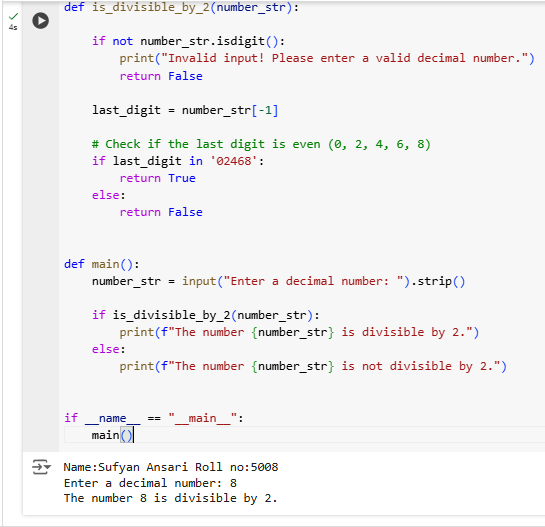 def is_divisible_by_2(number_str):
4s
    if not number_str.isdigit():
        print("Invalid input! Please enter a valid decimal number.")
        return False

    last_digit = number_str[-1]

    # Check if the last digit is even (0, 2, 4, 6, 8)
    if last_digit in '02468':
        return True
    else:
        return False


def main():
    number_str = input("Enter a decimal number: ").strip()

    if is_divisible_by_2(number_str):
        print(f"The number {number_str} is divisible by 2.")
    else:
        print(f"The number {number_str} is not divisible by 2.")


if __name__ == "__main__":
    main()
Name:Sufyan Ansari Roll no:5008
Enter a decimal number: 8
The number 8 is divisible by 2.